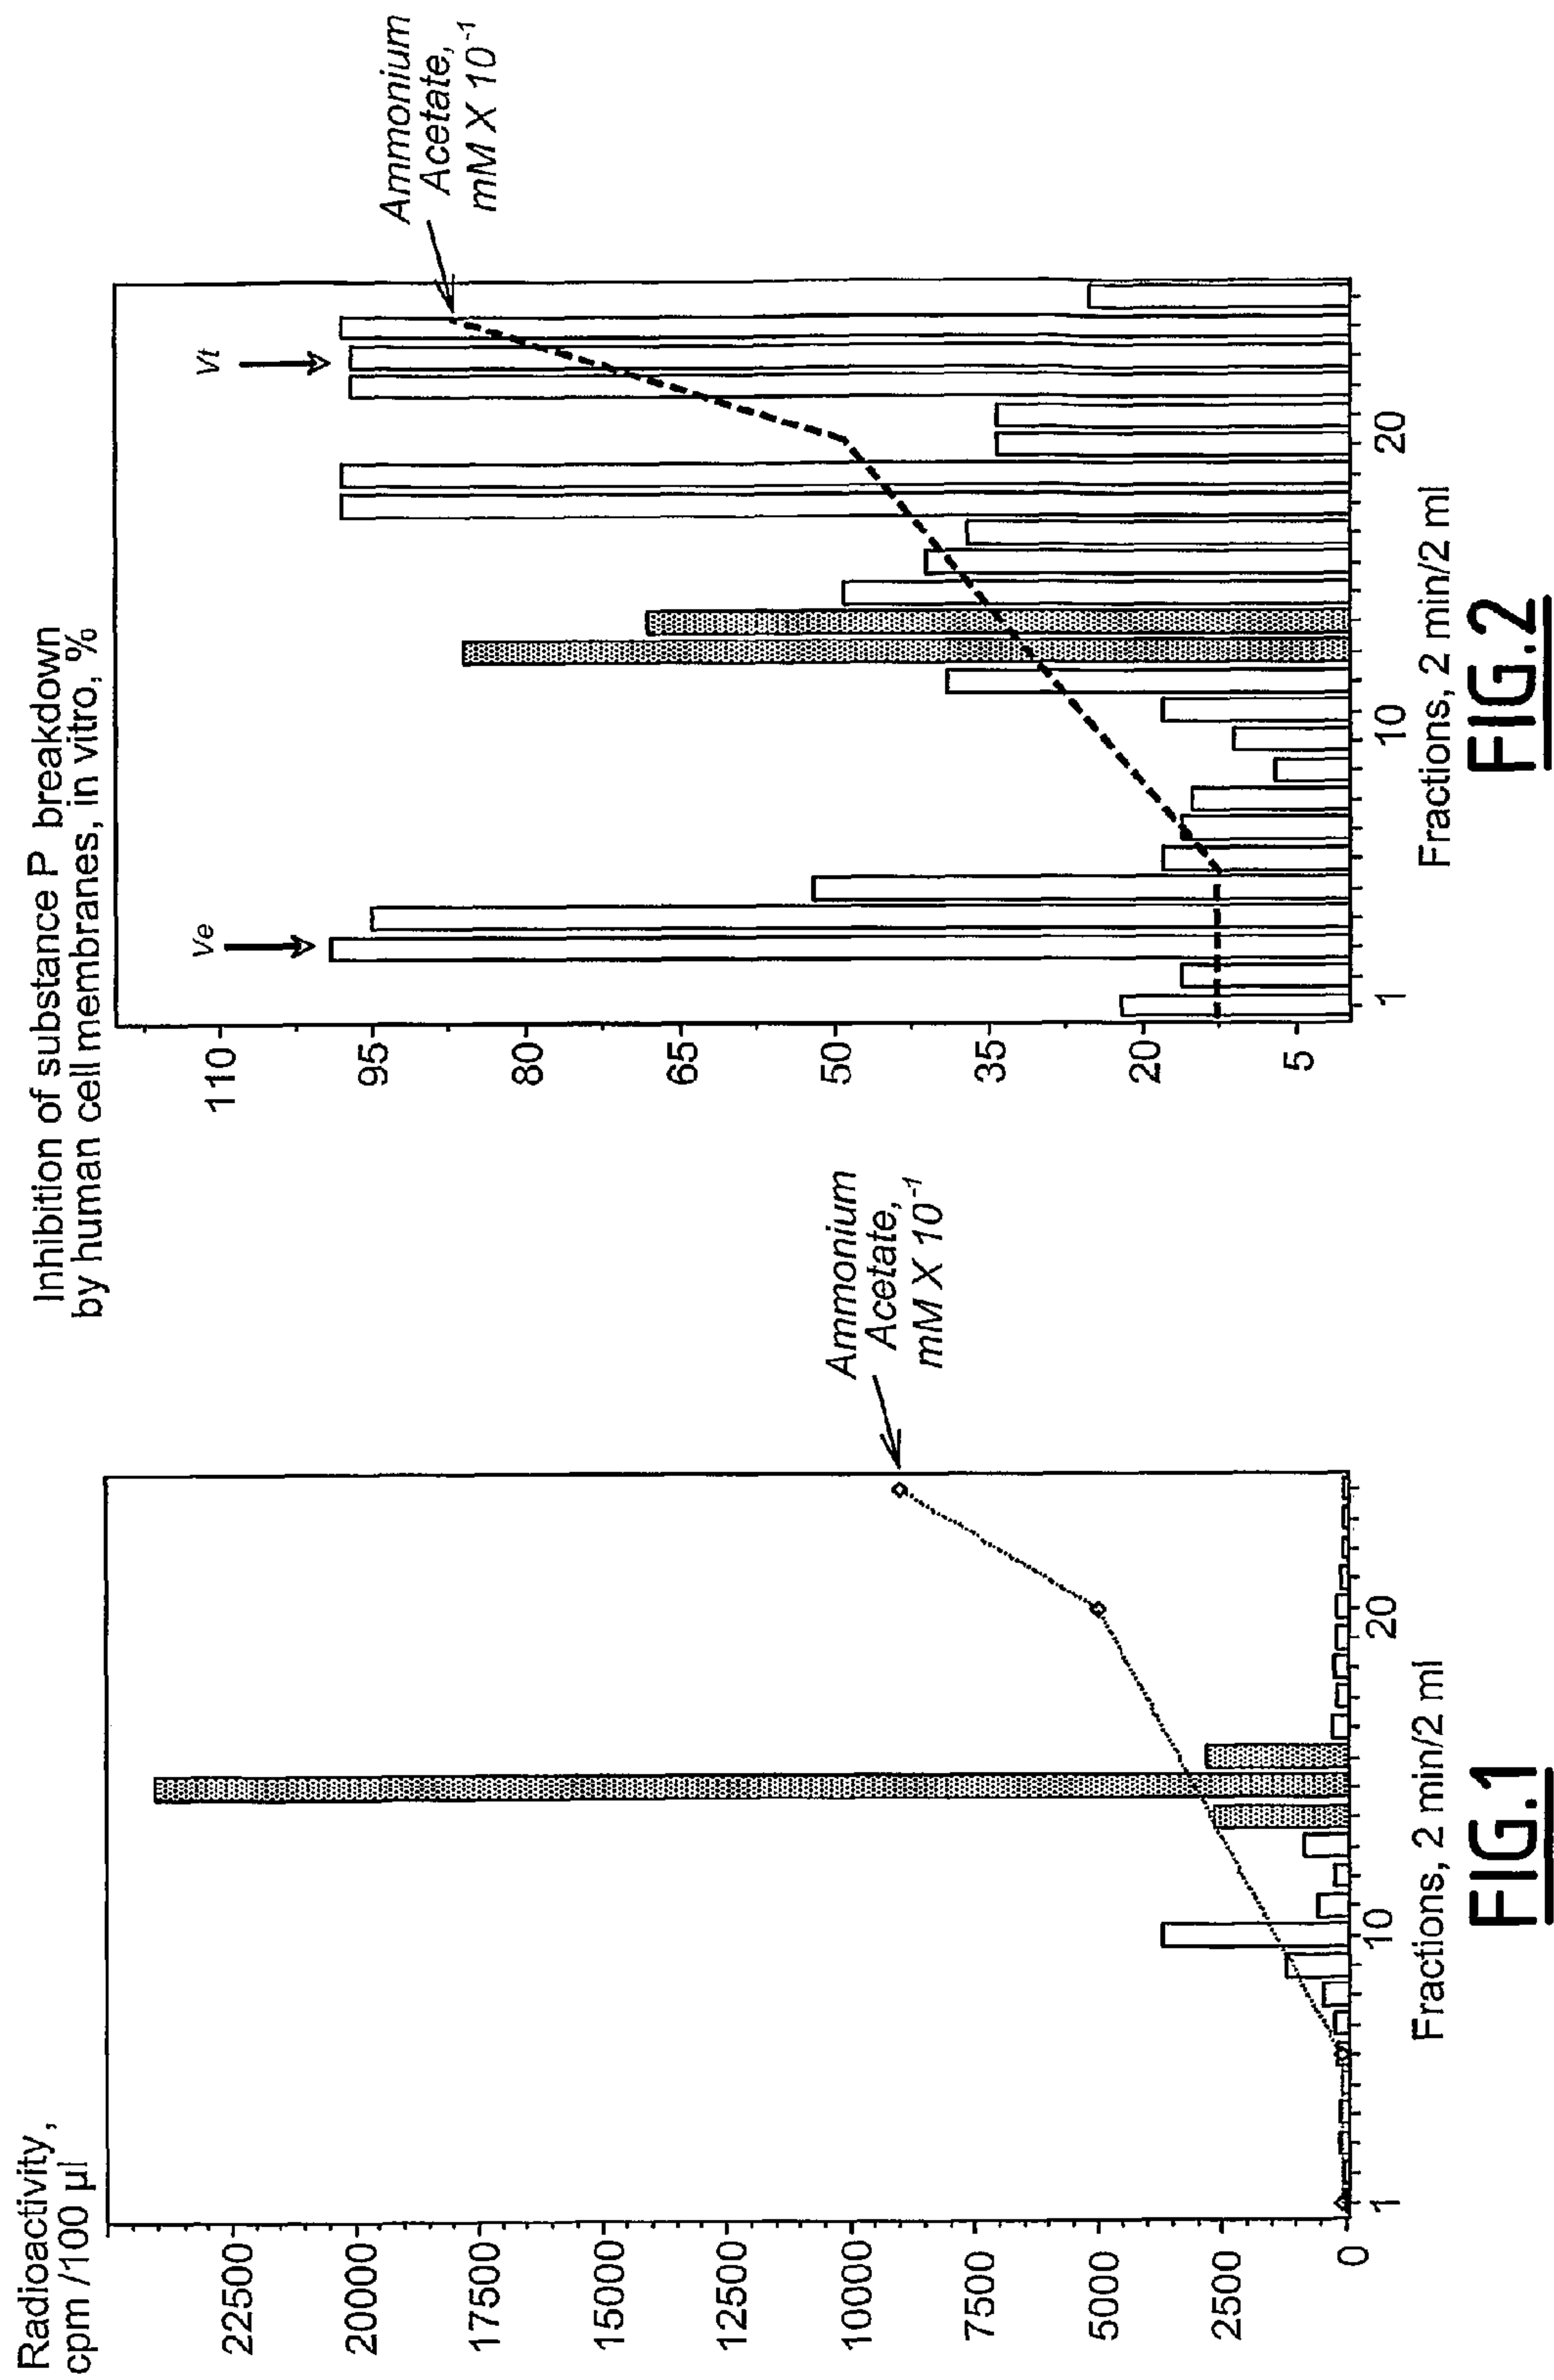 Radioactivity,
cpm /100 µl
22500
20000
17500
15000
12500
10000
7500
5000
2500
0
1
10
20
Fractions, 2 min/2 ml
Ammonium
Acetate,
mM X 10⁻¹
FIG.1
Inhibition of substance P breakdown
by human cell membranes, in vitro, %
110
95
80
65
50
35
20
5
1
10
20
Fractions, 2 min/2 ml
Ve
Vt
Ammonium
Acetate,
mM X 10⁻¹
FIG.2